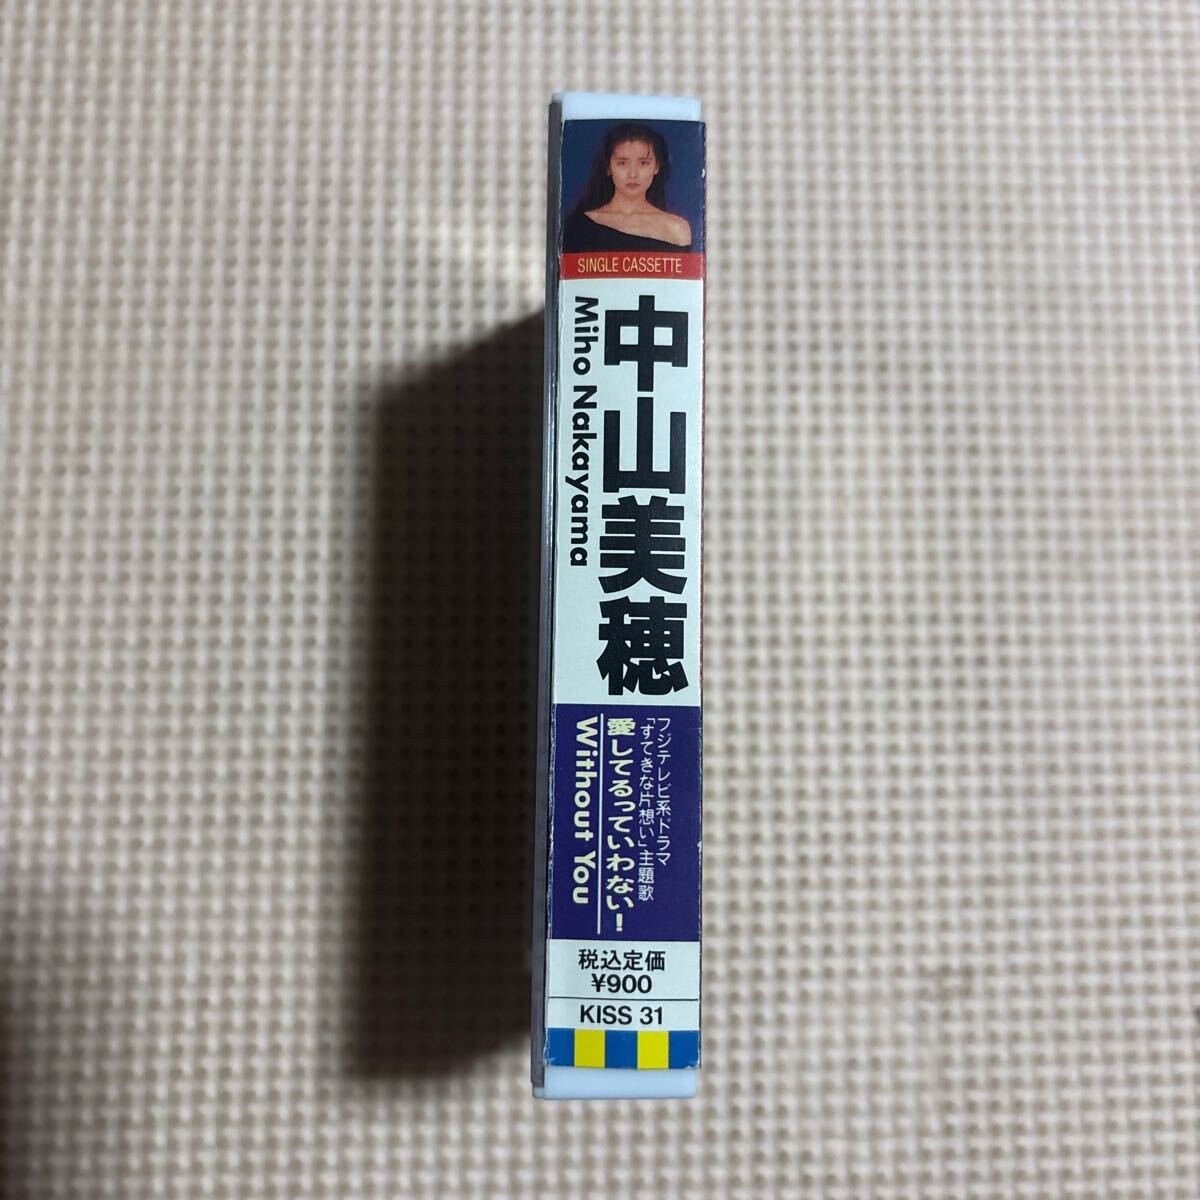 SINGLE CASSETTE
中山美穂
Miho Nakayama
フジテレビ系ドラマ
「すてきな片想い」主題歌
愛してるっていわない!
Without You
税込定価
¥900
KISS 31